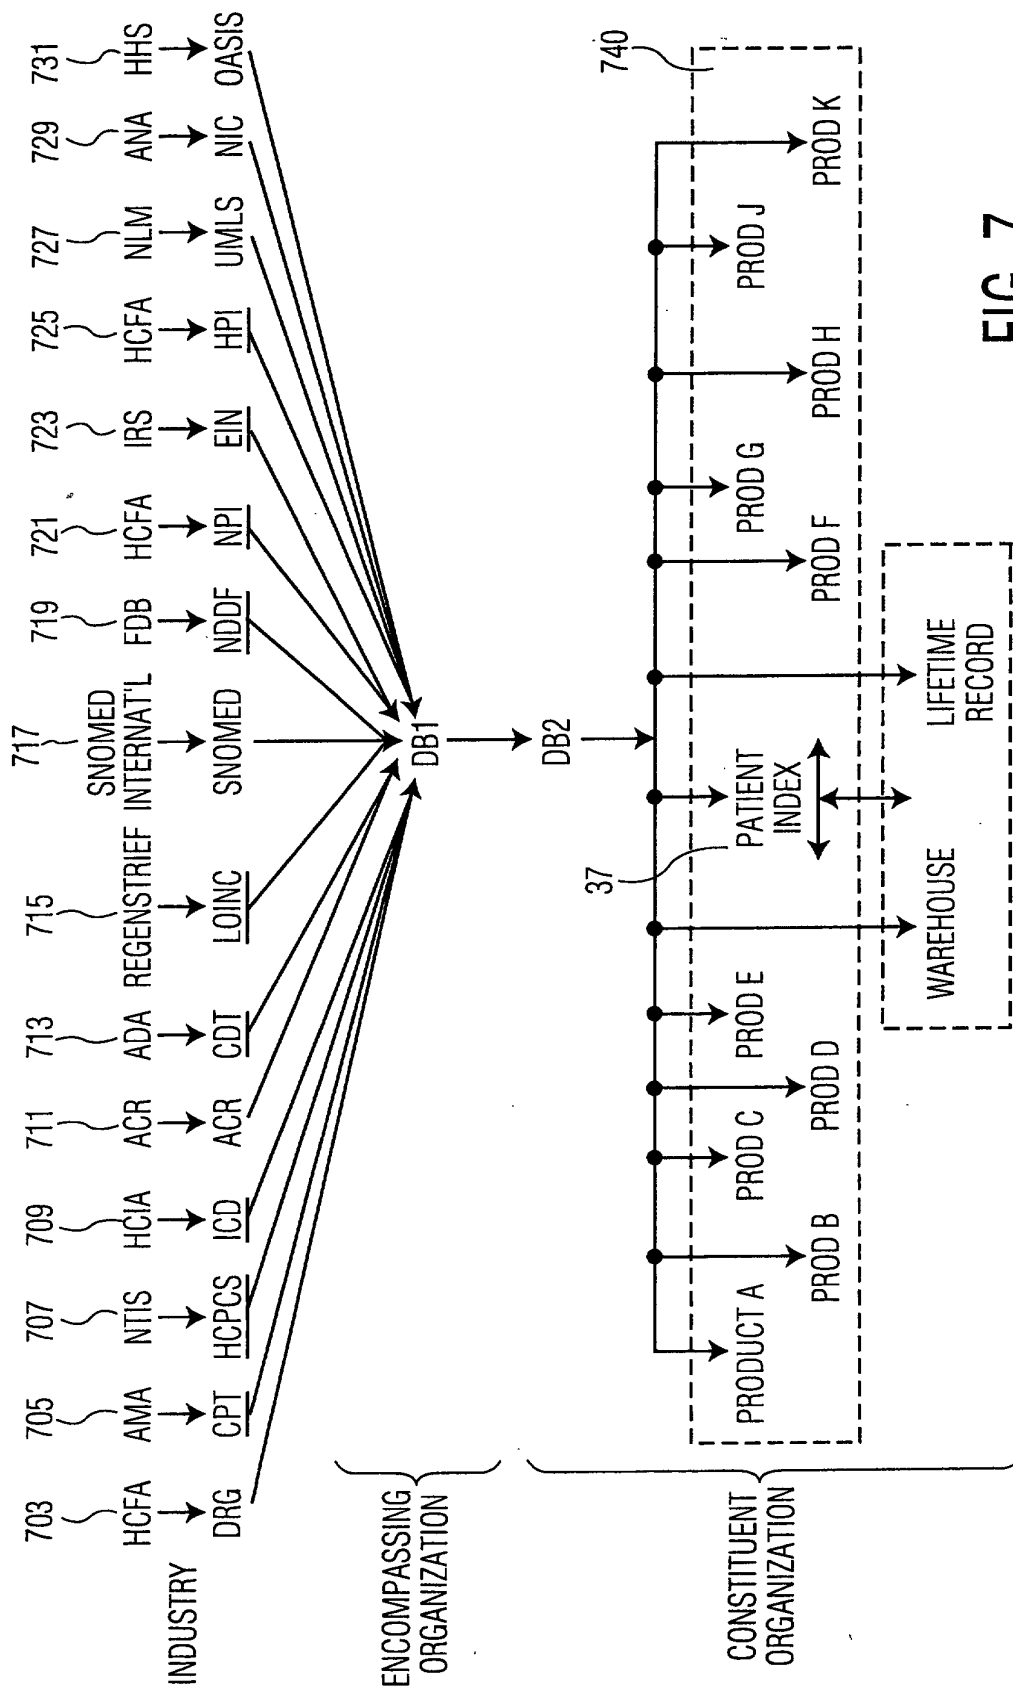 703
705
707
709
711
713
715
717
719
721
723
725
727
729
731
INDUSTRY
HCFA
AMA
NTIS
HCIA
ACR
ADA
REGENSTRIEF
SNOMED
INTERNAT'L
FDB
HCFA
IRS
HCFA
NLM
ANA
HHS
DRG
CPT
HCPCS
ICD
ACR
CDT
LOINC
SNOMED
NDDF
NPI
EIN
HPI
UMLS
NIC
OASIS
ENCOMPASSING
ORGANIZATION
DB1
DB2
CONSTITUENT
ORGANIZATION
37
740
PRODUCT A
PROD B
PROD C
PROD D
PROD E
PATIENT
INDEX
PROD F
PROD G
PROD H
PROD J
PROD K
WAREHOUSE
LIFETIME
RECORD
FIG. 7